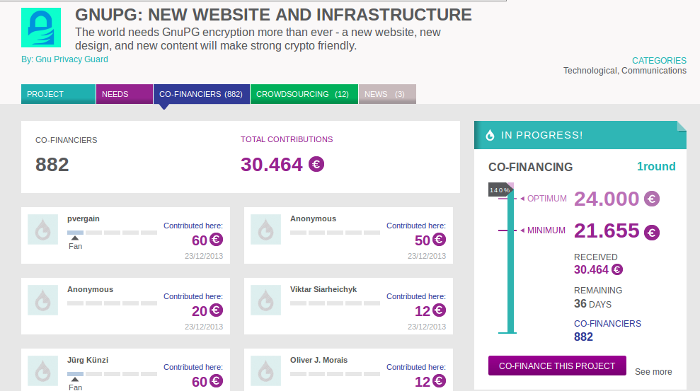 GNUPG: NEW WEBSITE AND INFRASTRUCTURE
The world needs GnuPG encryption more than ever - a new website, new
design, and new content will make strong crypto friendly.
By: Gnu Privacy Guard
CATEGORIES
Technological, Communications
PROJECT
NEEDS
CO-FINANCIERS (882)
CROWDSOURCING (12)
NEWS (3)
CO-FINANCIERS
882
TOTAL CONTRIBUTIONS
30.464 €
pvergain
Fan
Contributed here:
60 €
23/12/2013
Anonymous
Contributed here:
50 €
23/12/2013
Anonymous
Contributed here:
20 €
23/12/2013
Viktar Siarheichyk
Contributed here:
12 €
23/12/2013
Jürg Künzi
Fan
Contributed here:
60 €
Oliver J. Morais
Contributed here:
12 €
IN PROGRESS!
CO-FINANCING
1round
140%
OPTIMUM
24.000 €
MINIMUM
21.655 €
RECEIVED
30.464 €
REMAINING
36 DAYS
CO-FINANCIERS
882
CO-FINANCE THIS PROJECT
See more